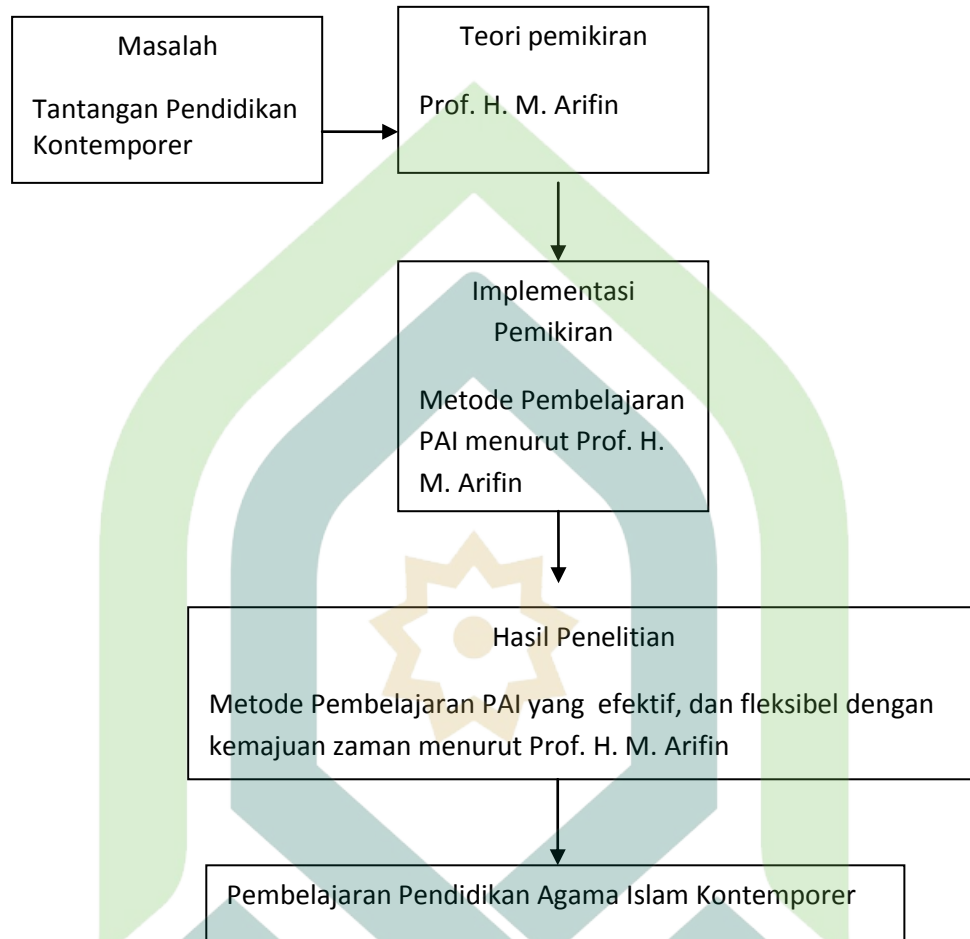 Masalah
Tantangan Pendidikan
Kontemporer
Teori pemikiran
Prof. H. M. Arifin
Implementasi
Pemikiran
Metode Pembelajaran
PAI menurut Prof. H.
M. Arifin
Hasil Penelitian
Metode Pembelajaran PAI yang efektif, dan fleksibel dengan
kemajuan zaman menurut Prof. H. M. Arifin
Pembelajaran Pendidikan Agama Islam Kontemporer